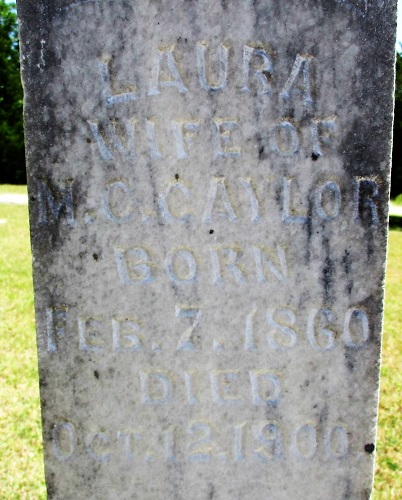 LAURA
WIFE OF
M. C. CAYLOR
BORN
FEB. 7. 1860
DIED
OCT. 12. 1900